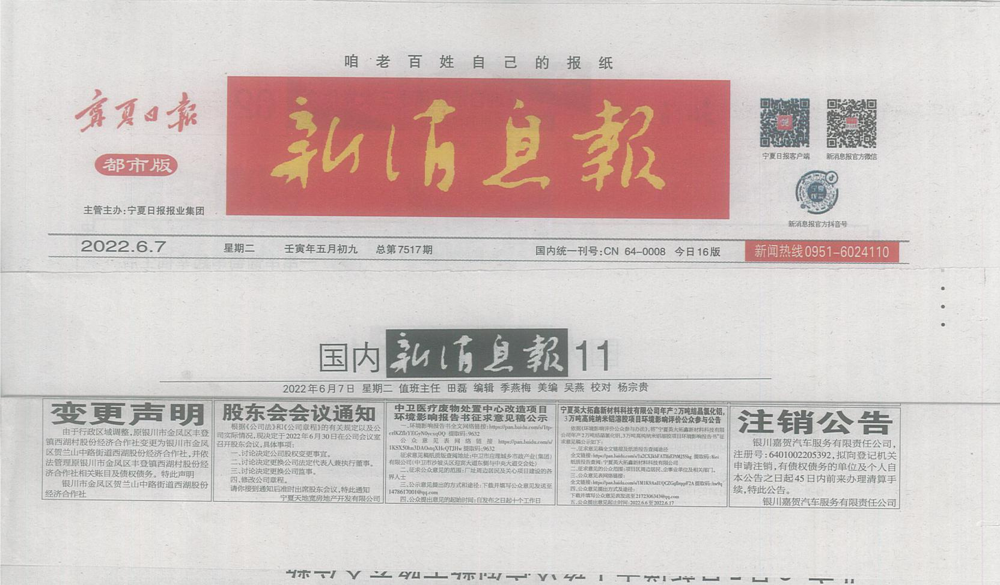 咱老百姓自己的报纸
宁夏日报
都市版
主管主办:宁夏日报报业集团
新消息報
宁夏日报客户端
新消息报官方微信
新消息报官方抖音号
2022.6.7 星期二 壬寅年五月初九 总第7517期 国内统一刊号:CN 64-0008 今日16版 新闻热线0951-6024110
国内 新消息報 11
2022年6月7日 星期二 值班主任 田磊 编辑 季燕梅 美编 吴燕 校对 杨宗贵
变更声明
由于行政区域调整,原银川市金凤区丰登
镇西湖村股份经济合作社变更为银川市金凤
区贺兰山中路街道西湖股份经济合作社,并依
法管理原银川市金凤区丰登镇西湖村股份经
济合作社相关账目及债权债务。特此声明
银川市金凤区贺兰山中路街道西湖股份
经济合作社
股东会会议通知
根据《公司法》和《公司章程》的有关规定以及公
司实际情况,现决定于2022年6月30日在公司会议室
召开股东会议,具体事项:
一、讨论决定公司股权变更事宜。
二、讨论决定更换公司法定代表人兼执行董事。
三、讨论决定更换公司监事。
四、修改公司章程。
请你接到通知后准时出席股东会议,特此通知
宁夏天地宽房地产开发有限公司
中卫医疗废物处置中心改造项目
环境影响报告书征求意见稿公示
一、环境影响报告书全文网络链接:https://pan.baidu.com/s/1tp-
crlKZfIrYEGyN0ycxqOQ 提取码:9632
公众意见表网络链接 https://pan.baidu.com/s/
1KSX5Ohn3DAOstqXHcQTJHw 提取码:9632
征求意见稿纸质版查阅地址:中卫市应理城乡市政产业(集团)
有限公司(中卫市沙坡头区迎宾大道东侧与中央大道交会处)
二、征求公众意见的范围:厂址周边居民及关心项目建设的各
界人士
三、公示意见提出的方式和途径:下载并填写公众意见发送至
1478617001@qq.com
四、公众提出意见的起始时间:自发布之日起十个工作日
宁夏英大拓鑫新材料科技有限公司年产2万吨结晶氯化铝,
3万吨高纯纳米铝溶胶项目环境影响评价公众参与公告
依据《环境影响评价公众参与办法》,将"宁夏英大拓鑫新材料科技有限
公司年产2万吨结晶氯化铝,3万吨高纯纳米铝溶胶项目环境影响报告书"征
求意见稿公示如下:
一、征求意见稿全文链接及纸质报告查阅途径
全文链接:https://pan.baidu.com/s/1a2CXJkhFATIfzEPtMJ5Shg 提取码:8iei
纸质报告查阅:宁夏英大拓鑫新材料科技有限公司
二、征求意见的公众范围:项目区周边居民、企事业单位及相关部门。
三、公众意见表网络链接:
全文链接:https://pan.baidu.com/s/1M1K9AnIUQCZGqfhqqrF2A 提取码:hw9q
四、公众意见提出方式及途径:
下载并填写公众意见表发送至2172306343@qq.com
五、公众提出意见起止时间:2022.6.6至2022.6.17
注销公告
银川嘉贺汽车服务有限责任公司,
注册号:6401002205392,拟向登记机关
申请注销,有债权债务的单位及个人自
本公告之日起45日内前来办理清算手
续,特此公告。
银川嘉贺汽车服务有限责任公司